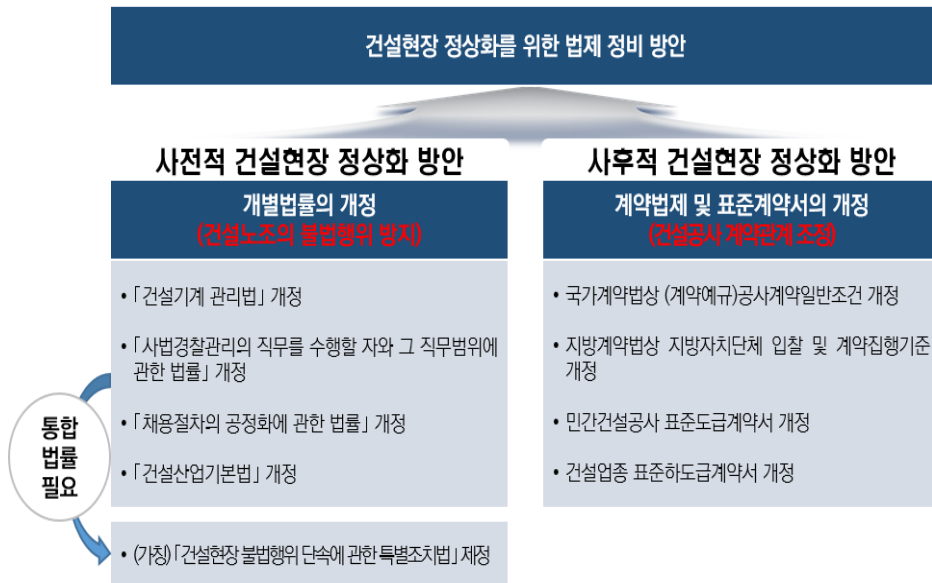 건설현장 정상화를 위한 법제 정비 방안
사전적 건설현장 정상화 방안
개별법률의 개정
(건설노조의 불법행위 방지)
• 「건설기계 관리법」 개정
• 「사법경찰관리의 직무를 수행할 자와 그 직무범위에
관한 법률」 개정
• 「채용절차의 공정화에 관한 법률」 개정
• 「건설산업기본법」 개정
통합
법률
필요
• (가칭) 「건설현장 불법행위 단속에 관한 특별조치법」 제정
사후적 건설현장 정상화 방안
계약법제 및 표준계약서의 개정
(건설공사 계약관계 조정)
• 국가계약법상 (계약예규)공사계약일반조건 개정
• 지방계약법상 지방자치단체 입찰 및 계약집행기준
개정
• 민간건설공사 표준도급계약서 개정
• 건설업종 표준하도급계약서 개정